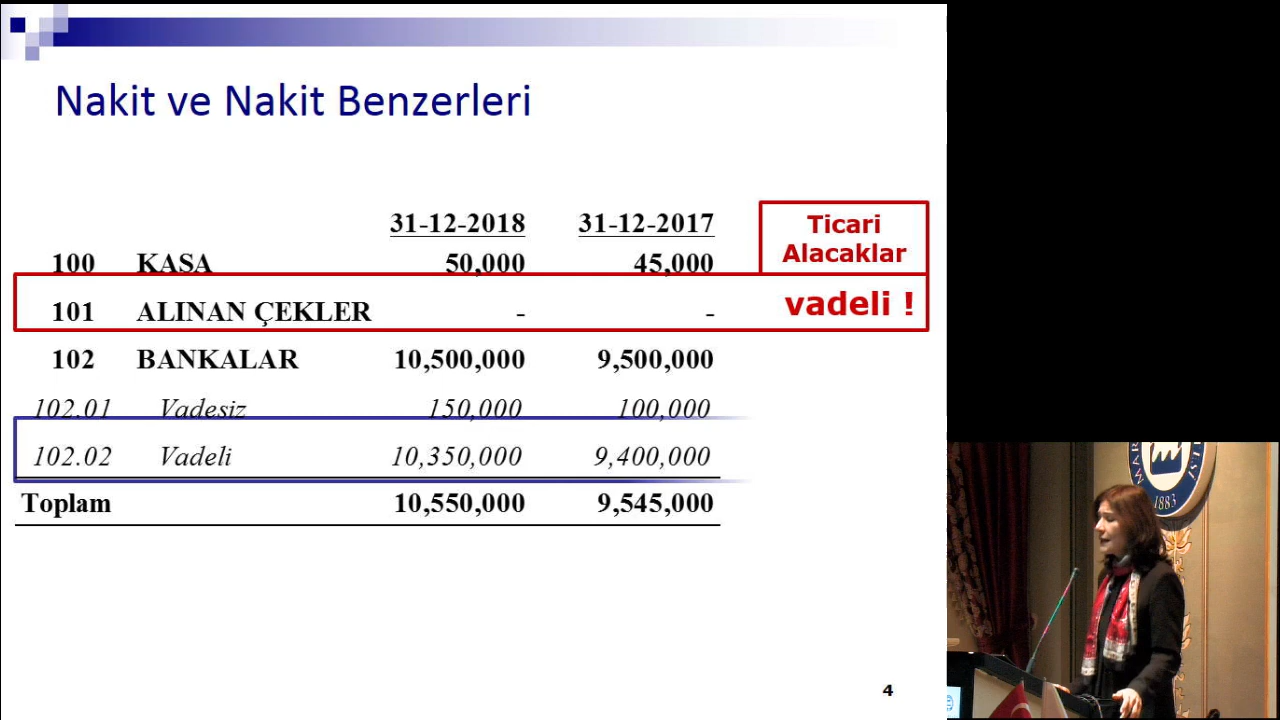 Nakit ve Nakit Benzerleri
31-12-2018 31-12-2017
Ticari
Alacaklar
100 KASA 50,000 45,000
101 ALINAN ÇEKLER - - vadeli !
102 BANKALAR 10,500,000 9,500,000
102.01 Vadesiz 150,000 100,000
102.02 Vadeli 10,350,000 9,400,000
Toplam 10,550,000 9,545,000
4
1883